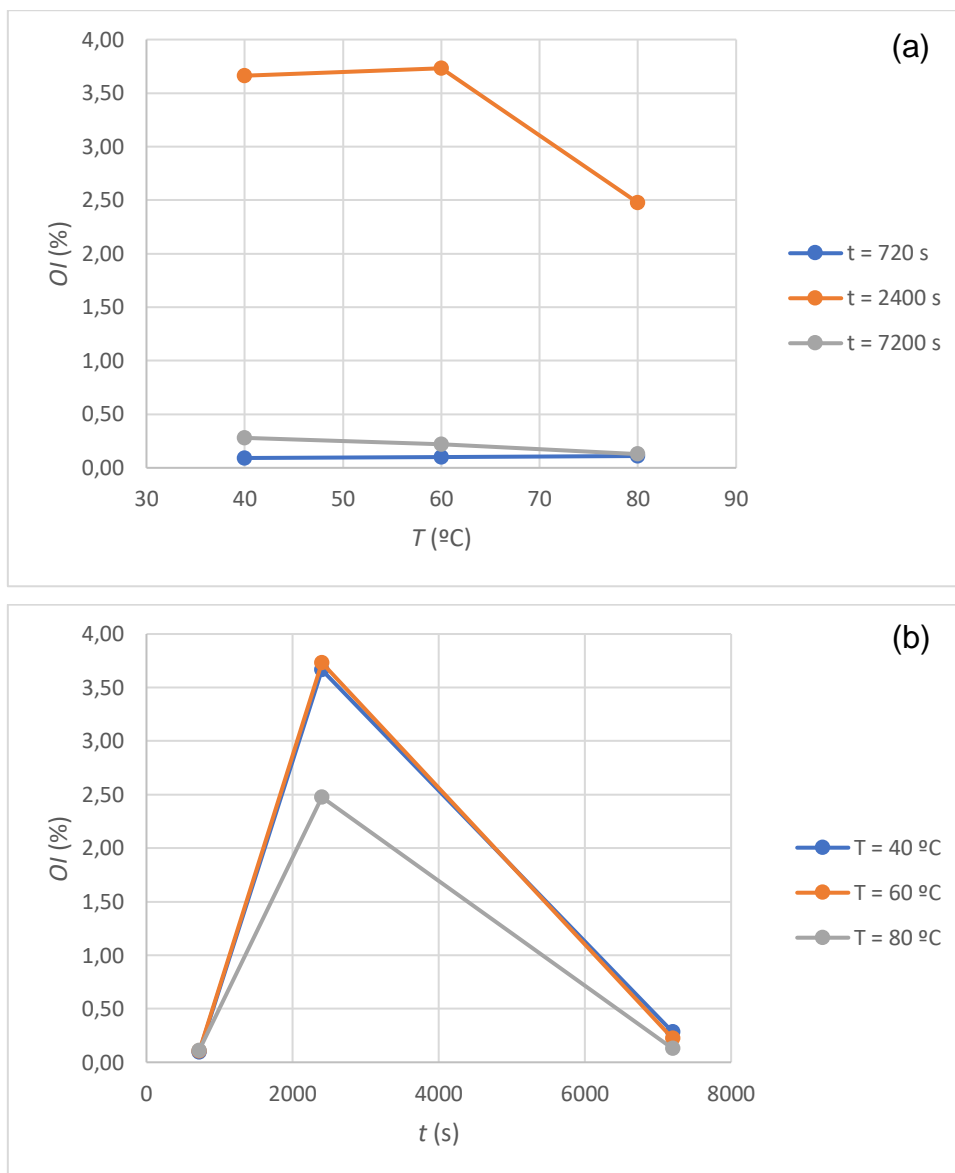 (a)
4,00
3,50
3,00
2,50
2,00
1,50
1,00
0,50
0,00
OI (%)
30 40 50 60 70 80 90
T (ºC)
t = 720 s
t = 2400 s
t = 7200 s
(b)
4,00
3,50
3,00
2,50
2,00
1,50
1,00
0,50
0,00
OI (%)
0 2000 4000 6000 8000
t (s)
T = 40 ºC
T = 60 ºC
T = 80 ºC